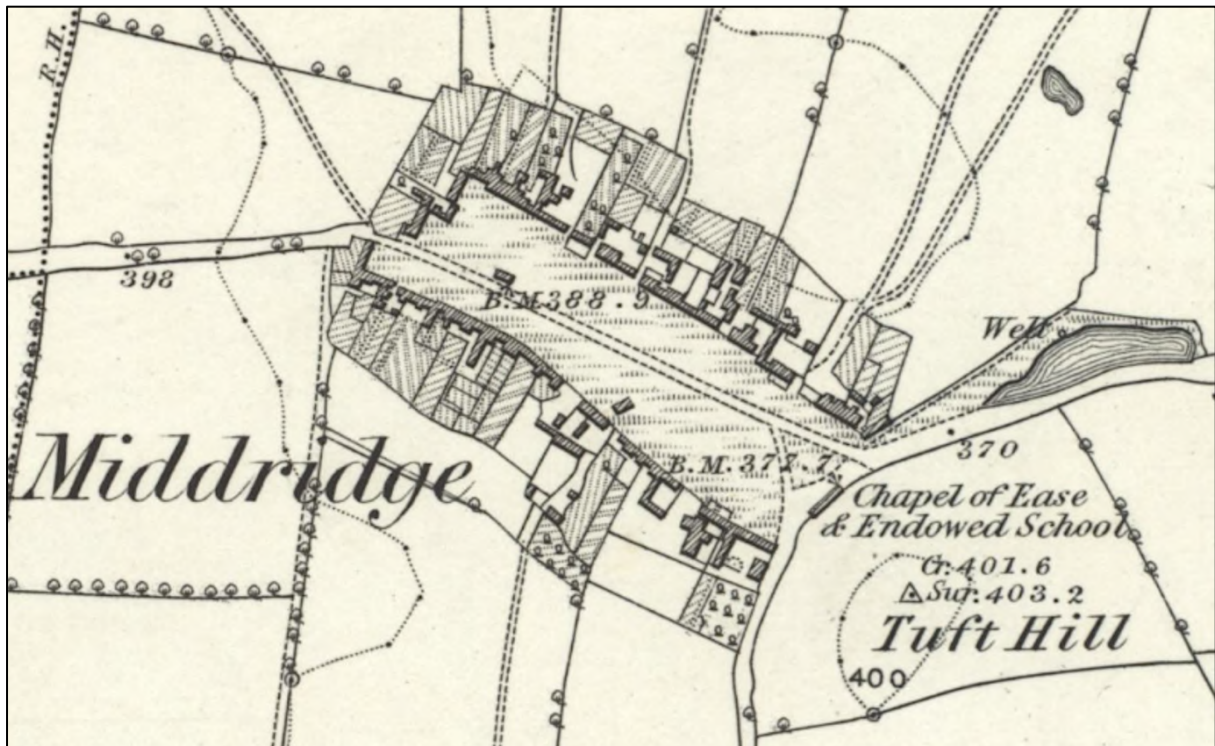 R.H.
398
B.M.388.9
Well
Middridge
B.M.377.7
370
Chapel of Ease
& Endowed School
Cr:401.6
Sur:403.2
Tuft Hill
400